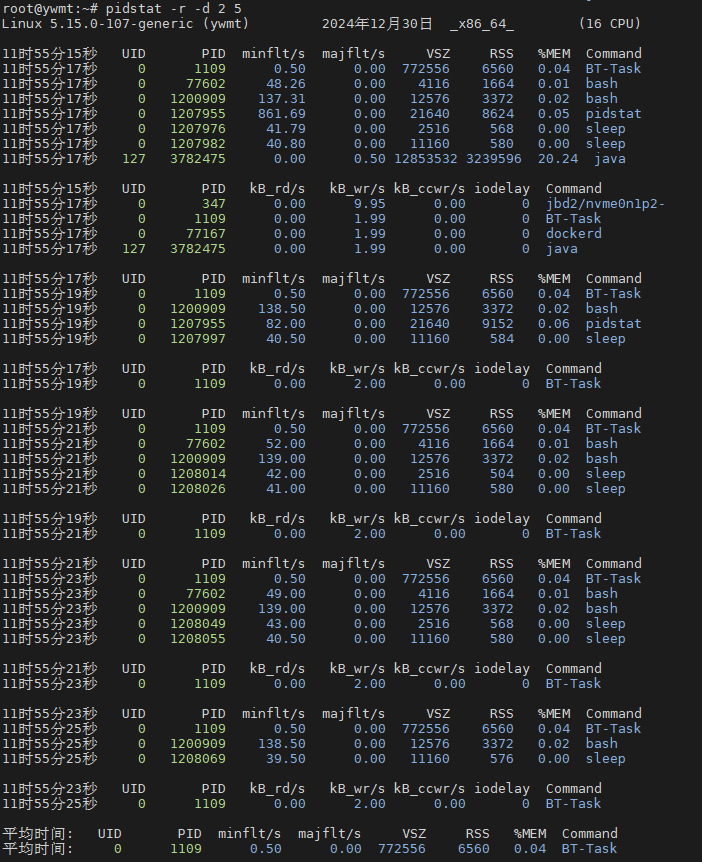 root@ywmt:~# pidstat -r -d 2 5
Linux 5.15.0-107-generic (ywmt) 2024年12月30日 _x86_64_ (16 CPU)
11时55分15秒 UID PID minflt/s majflt/s VSZ RSS %MEM Command
11时55分17秒 0 1109 0.50 0.00 772556 6560 0.04 BT-Task
11时55分17秒 0 77602 48.26 0.00 4116 1664 0.01 bash
11时55分17秒 0 1200909 137.31 0.00 12576 3372 0.02 bash
11时55分17秒 0 1207955 861.69 0.00 21640 8624 0.05 pidstat
11时55分17秒 0 1207976 41.79 0.00 2516 568 0.00 sleep
11时55分17秒 0 1207982 40.80 0.00 11160 580 0.00 sleep
11时55分17秒 127 3782475 0.00 0.50 12853532 3239596 20.24 java
11时55分15秒 UID PID kB_rd/s kB_wr/s kB_ccwr/s iodelay Command
11时55分17秒 0 347 0.00 9.95 0.00 0 jbd2/nvme0n1p2-
11时55分17秒 0 1109 0.00 1.99 0.00 0 BT-Task
11时55分17秒 0 77167 0.00 1.99 0.00 0 dockerd
11时55分17秒 127 3782475 0.00 1.99 0.00 0 java
11时55分17秒 UID PID minflt/s majflt/s VSZ RSS %MEM Command
11时55分19秒 0 1109 0.50 0.00 772556 6560 0.04 BT-Task
11时55分19秒 0 1200909 138.50 0.00 12576 3372 0.02 bash
11时55分19秒 0 1207955 82.00 0.00 21640 9152 0.06 pidstat
11时55分19秒 0 1207997 40.50 0.00 11160 584 0.00 sleep
11时55分17秒 UID PID kB_rd/s kB_wr/s kB_ccwr/s iodelay Command
11时55分19秒 0 1109 0.00 2.00 0.00 0 BT-Task
11时55分19秒 UID PID minflt/s majflt/s VSZ RSS %MEM Command
11时55分21秒 0 1109 0.50 0.00 772556 6560 0.04 BT-Task
11时55分21秒 0 77602 52.00 0.00 4116 1664 0.01 bash
11时55分21秒 0 1200909 139.00 0.00 12576 3372 0.02 bash
11时55分21秒 0 1208014 42.00 0.00 2516 504 0.00 sleep
11时55分21秒 0 1208026 41.00 0.00 11160 580 0.00 sleep
11时55分19秒 UID PID kB_rd/s kB_wr/s kB_ccwr/s iodelay Command
11时55分21秒 0 1109 0.00 2.00 0.00 0 BT-Task
11时55分21秒 UID PID minflt/s majflt/s VSZ RSS %MEM Command
11时55分23秒 0 1109 0.50 0.00 772556 6560 0.04 BT-Task
11时55分23秒 0 77602 49.00 0.00 4116 1664 0.01 bash
11时55分23秒 0 1200909 139.00 0.00 12576 3372 0.02 bash
11时55分23秒 0 1208049 43.00 0.00 2516 568 0.00 sleep
11时55分23秒 0 1208055 40.50 0.00 11160 580 0.00 sleep
11时55分21秒 UID PID kB_rd/s kB_wr/s kB_ccwr/s iodelay Command
11时55分23秒 0 1109 0.00 2.00 0.00 0 BT-Task
11时55分23秒 UID PID minflt/s majflt/s VSZ RSS %MEM Command
11时55分25秒 0 1109 0.50 0.00 772556 6560 0.04 BT-Task
11时55分25秒 0 1200909 138.50 0.00 12576 3372 0.02 bash
11时55分25秒 0 1208069 39.50 0.00 11160 576 0.00 sleep
11时55分23秒 UID PID kB_rd/s kB_wr/s kB_ccwr/s iodelay Command
11时55分25秒 0 1109 0.00 2.00 0.00 0 BT-Task
平均时间: UID PID minflt/s majflt/s VSZ RSS %MEM Command
平均时间: 0 1109 0.50 0.00 772556 6560 0.04 BT-Task